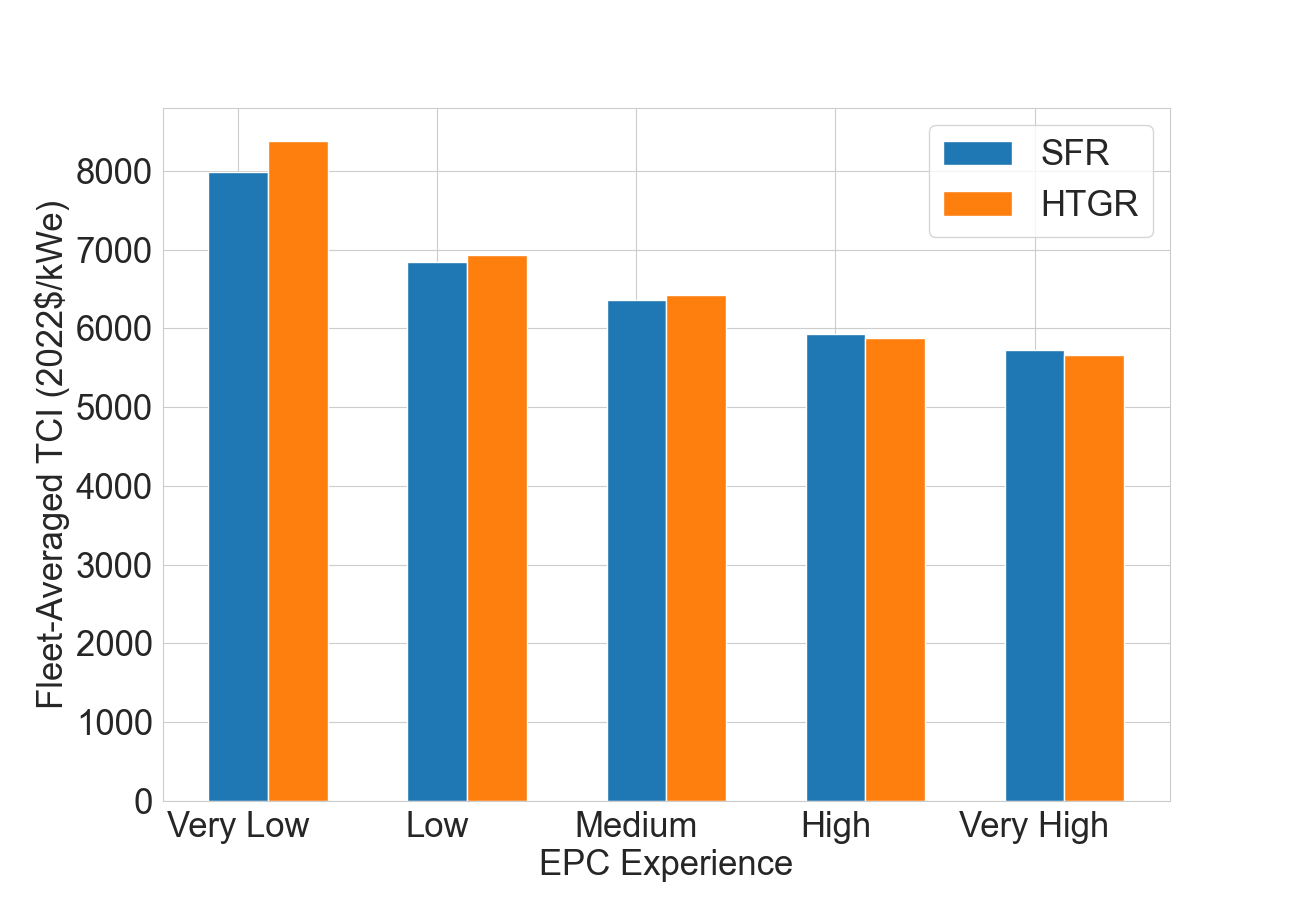 SFR
HTGR
8000
7000
6000
5000
4000
3000
2000
1000
0
Fleet-Averaged TCI (2022$/kWe)
Very Low
Low
Medium
High
Very High
EPC Experience